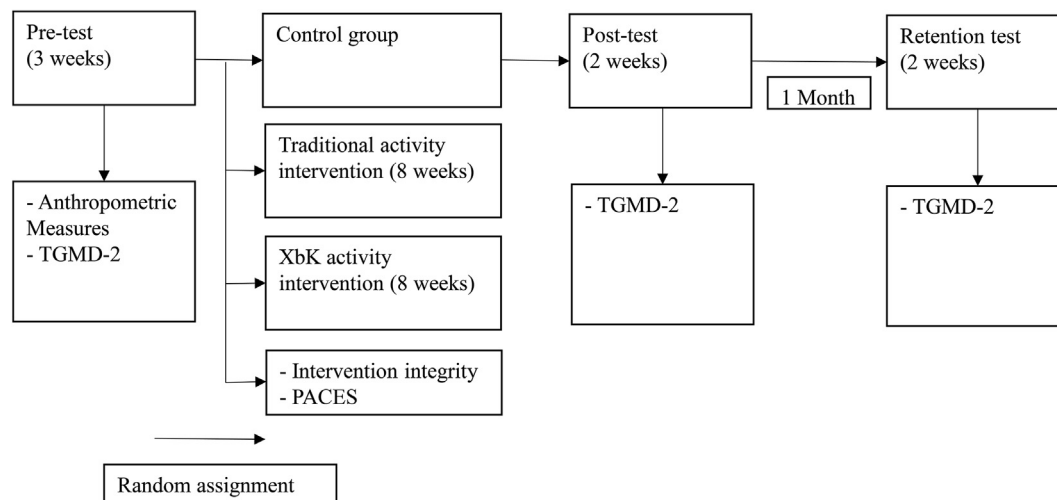 Pre-test
(3 weeks)
Control group
Post-test
(2 weeks)
Retention test
(2 weeks)
1 Month
Traditional activity
intervention (8 weeks)
- Anthropometric
Measures
- TGMD-2
- TGMD-2
- TGMD-2
XbK activity
intervention (8 weeks)
- Intervention integrity
- PACES
Random assignment